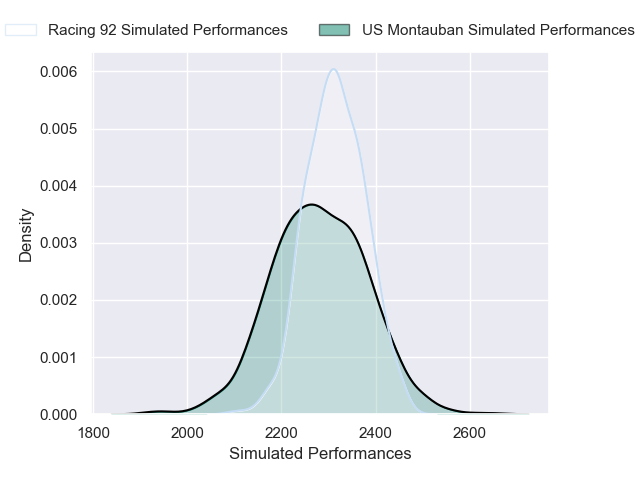 Racing 92 Simulated Performances
US Montauban Simulated Performances
0.006
0.005
0.004
0.003
0.002
0.001
0.000
Density
1800 2000 2200 2400 2600
Simulated Performances